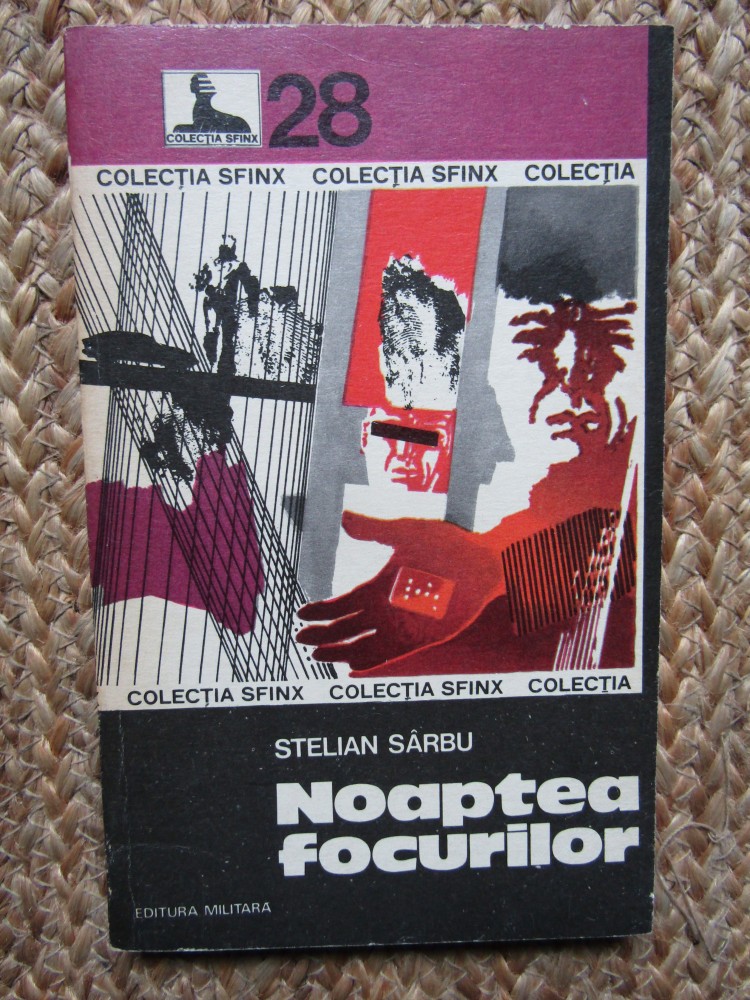 COLECȚIA SFINX
28
COLECȚIA SFINX COLECȚIA SFINX COLECȚIA
COLECȚIA SFINX COLECȚIA SFINX COLECȚIA
STELIAN SÂRBU
Noaptea
focurilor
EDITURA MILITARĂ